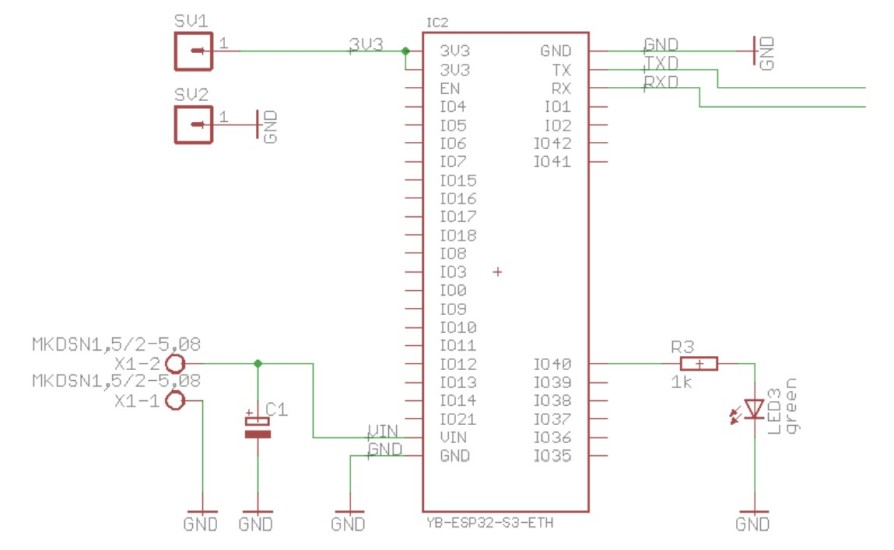 SV1
1
3V3
SV2
1
GND
IC2
3V3
3V3
EN
IO4
IO5
IO6
IO7
IO15
IO16
IO17
IO18
IO8
IO3
IO0
IO9
IO10
IO11
IO12
IO13
IO14
IO21
VIN
GND
GND
TX
RX
IO1
IO2
IO42
IO41
IO40
IO39
IO38
IO37
IO36
IO35
YB-ESP32-S3-ETH
GND
TXD
RXD
GND
MKDSN1,5/2-5,08
X1-2
MKDSN1,5/2-5,08
X1-1
+
C1
VIN
GND
GND
GND
GND
R3
1k
LED3
green
GND